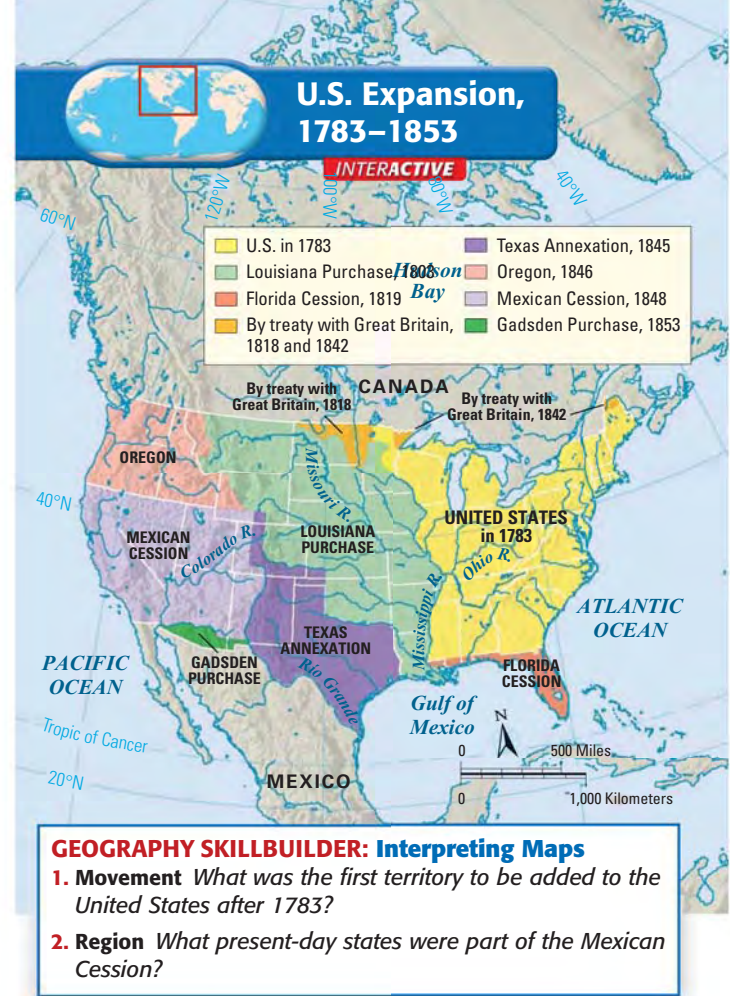 U.S. Expansion,
1783–1853
INTERACTIVE
60°N
120°W
100°W
80°W
40°W
U.S. in 1783
Louisiana Purchase, 1803
Florida Cession, 1819
By treaty with Great Britain,
1818 and 1842
Texas Annexation, 1845
Oregon, 1846
Mexican Cession, 1848
Gadsden Purchase, 1853
Hudson
Bay
By treaty with
Great Britain, 1818
CANADA
By treaty with
Great Britain, 1842
OREGON
Missouri R.
40°N
MEXICAN
CESSION
Colorado R.
LOUISIANA
PURCHASE
UNITED STATES
in 1783
Ohio R.
Mississippi R.
ATLANTIC
OCEAN
TEXAS
ANNEXATION
GADSDEN
PURCHASE
Rio Grande
FLORIDA
CESSION
PACIFIC
OCEAN
Gulf of
Mexico
N
Tropic of Cancer
20°N
MEXICO
0
500 Miles
0
1,000 Kilometers
GEOGRAPHY SKILLBUILDER: Interpreting Maps
1. Movement What was the first territory to be added to the
United States after 1783?
2. Region What present-day states were part of the Mexican
Cession?